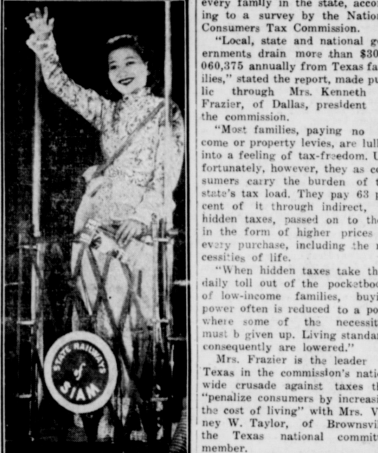 STATE RAILWAYS
of
SIAM
every family in the state, accor
ing to a survey by the Nation
Consumers Tax Commission.
"Local, state and national g
ernments drain more than $30
060,375 annually from Texas fa
ilies," stated the report, made pu
lic through Mrs. Kenneth
Frazier, of Dallas, president
the commission.
"Most families, paying no
come or property levies, are lull
into a feeling of tax-freedom. U
fortunately, however, they as co
sumers carry the burden of t
state's tax load. They pay 63 p
cent of it through indirect,
hidden taxes, passed on to the
in the form of higher prices
every purchase, including the n
cessities of life.
"When hidden taxes take th
daily toll out of the pocketboo
of low-income families, buyi
power often is reduced to a po
where some of the necessit
must b given up. Living standa
consequently are lowered."
Mrs. Frazier is the leader
Texas in the commission's natio
wide crusade against taxes th
"penalize consumers by increasi
the cost of living" with Mrs. V
ney W. Taylor, of Brownsvil
the Texas national committ
member.